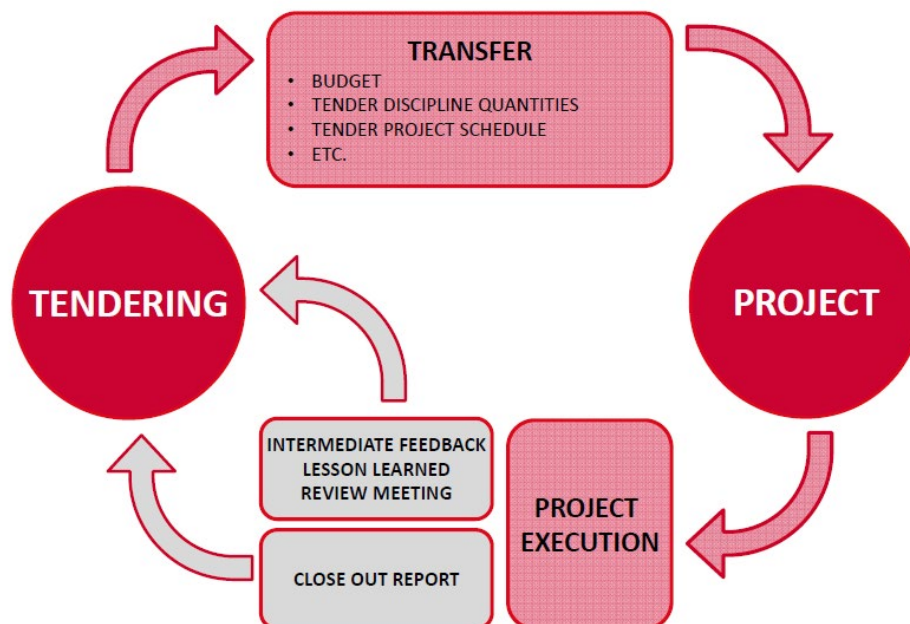 TRANSFER
• BUDGET
• TENDER DISCIPLINE QUANTITIES
• TENDER PROJECT SCHEDULE
• ETC.
TENDERING
PROJECT
INTERMEDIATE FEEDBACK
LESSON LEARNED
REVIEW MEETING
PROJECT
EXECUTION
CLOSE OUT REPORT